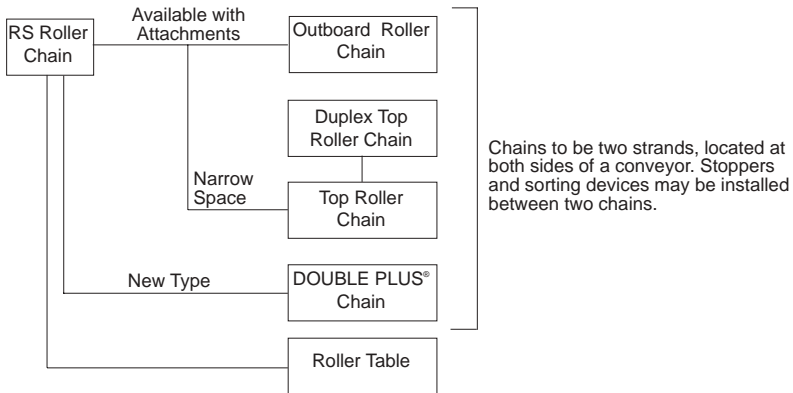 RS Roller
Chain
Available with
Attachments
Outboard Roller
Chain
Duplex Top
Roller Chain
Narrow
Space
Top Roller
Chain
New Type
DOUBLE PLUS®
Chain
Roller Table
Chains to be two strands, located at
both sides of a conveyor. Stoppers
and sorting devices may be installed
between two chains.